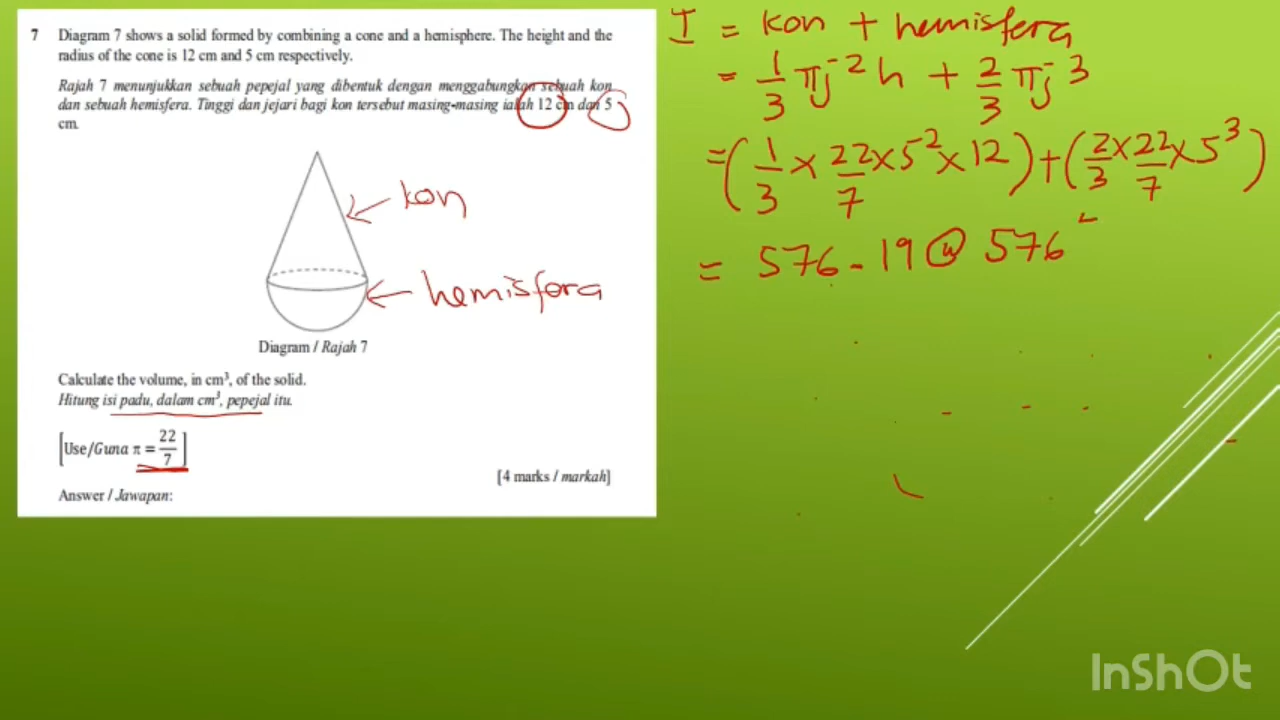 7 Diagram 7 shows a solid formed by combining a cone and a hemisphere. The height and the
radius of the cone is 12 cm and 5 cm respectively.
Rajah 7 menunjukkan sebuah pepejal yang dibentuk dengan menggabungkan sebuah kon
dan sebuah hemisfera. Tinggi dan jejari bagi kon tersebut masing-masing ialah 12 cm dan 5
cm.
kon
hemisfera
Diagram / Rajah 7
Calculate the volume, in cm³, of the solid.
Hitung isi padu, dalam cm³, pepejal itu.
[Use/Guna π = 22/7]
[4 marks / markah]
Answer / Jawapan:
I = kon + hemisfera
= 1/3 πj²h + 2/3 πj³
= (1/3 × 22/7 × 5² × 12) + (2/3 × 22/7 × 5³)
= 576.19 @ 576
InShOt